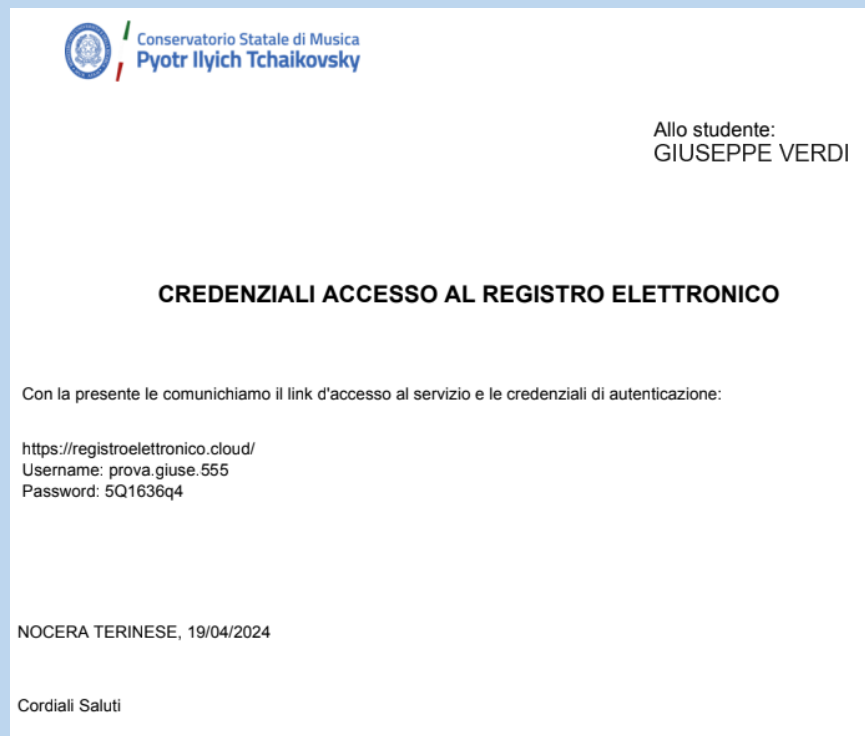 Conservatorio Statale di Musica
Pyotr Ilyich Tchaikovsky
Allo studente:
GIUSEPPE VERDI
CREDENZIALI ACCESSO AL REGISTRO ELETTRONICO
Con la presente le comunichiamo il link d'accesso al servizio e le credenziali di autenticazione:
https://registroelettronico.cloud/
Username: prova.giuse.555
Password: 5Q1636q4
NOCERA TERINESE, 19/04/2024
Cordiali Saluti